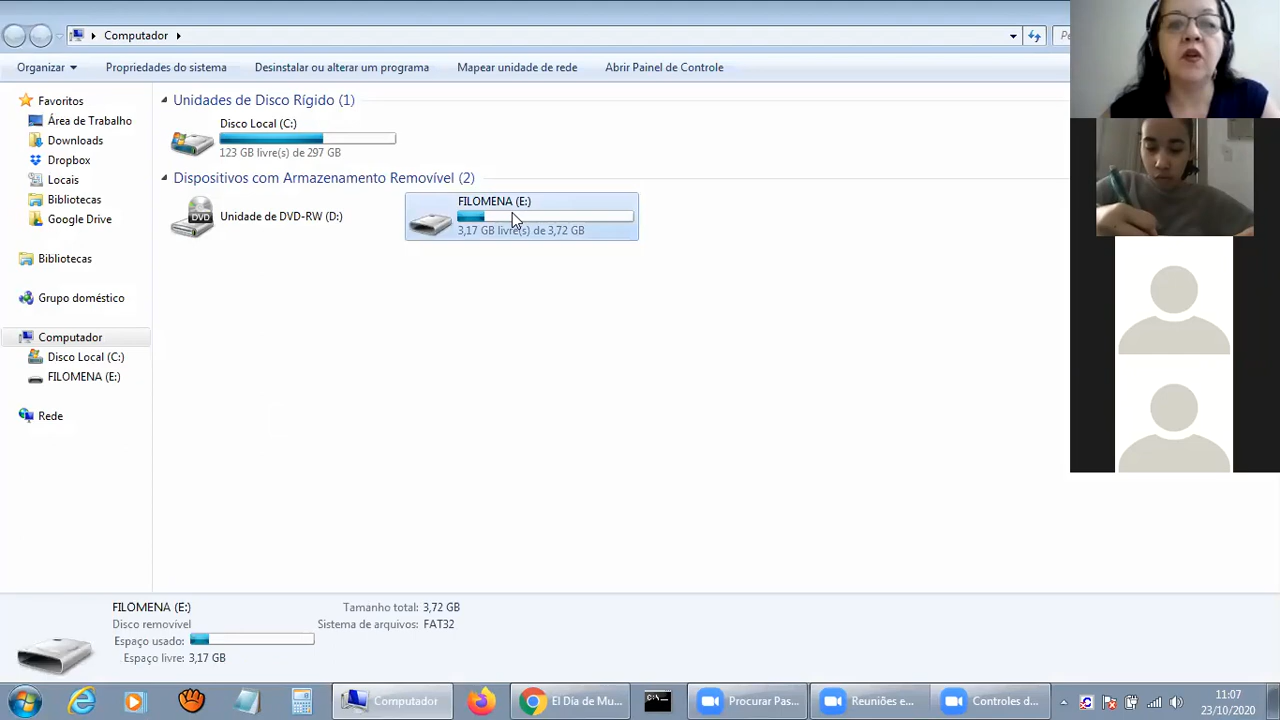 Computador
Pe
Organizar
Propriedades do sistema
Desinstalar ou alterar um programa
Mapear unidade de rede
Abrir Painel de Controle
Favoritos
Área de Trabalho
Downloads
Dropbox
Locais
Bibliotecas
Google Drive
Bibliotecas
Grupo doméstico
Computador
Disco Local (C:)
FILOMENA (E:)
Rede
Unidades de Disco Rígido (1)
Disco Local (C:)
123 GB livre(s) de 297 GB
Dispositivos com Armazenamento Removível (2)
DVD
Unidade de DVD-RW (D:)
FILOMENA (E:)
3,17 GB livre(s) de 3,72 GB
FILOMENA (E:)
Disco removível
Espaço usado:
Espaço livre: 3,17 GB
Tamanho total: 3,72 GB
Sistema de arquivos: FAT32
Computador
El Día de Mu...
Procurar Pas...
Reuniões e...
Controles d...
11:07
23/10/2020